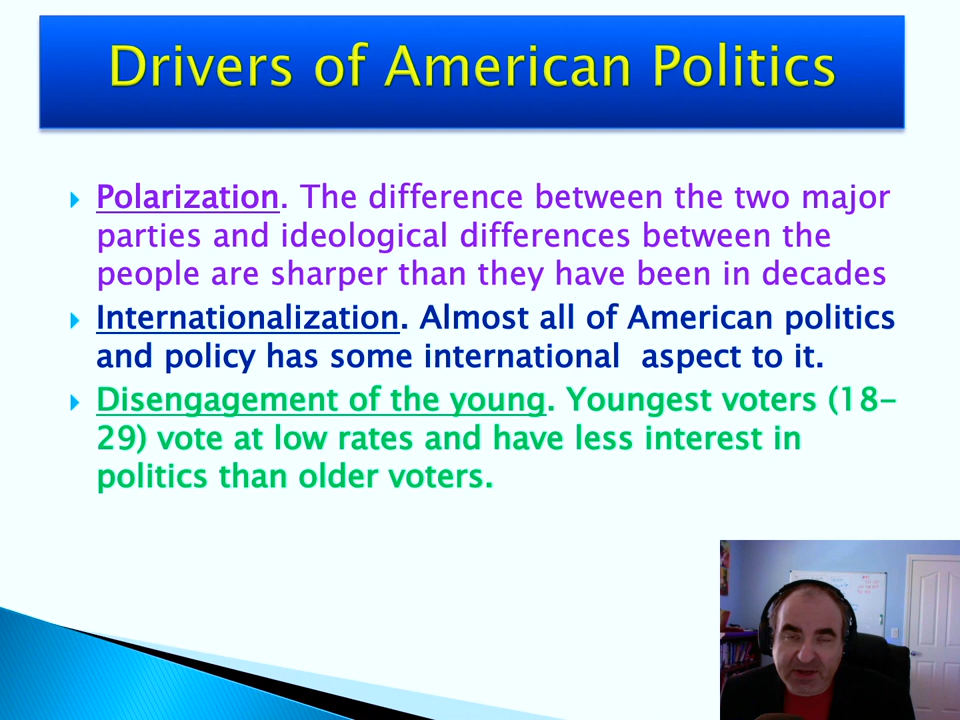 Drivers of American Politics
Polarization. The difference between the two major
parties and ideological differences between the
people are sharper than they have been in decades
Internationalization. Almost all of American politics
and policy has some international  aspect to it.
Disengagement of the young. Youngest voters (18-
29) vote at low rates and have less interest in
politics than older voters.